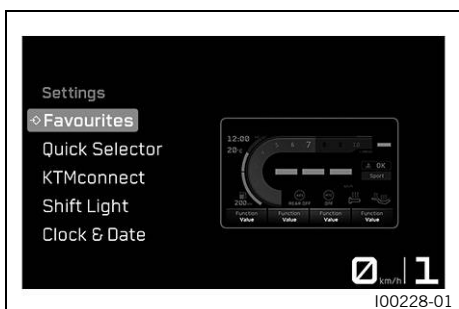 Settings
Favourites
Quick Selector
KTMconnect
Shift Light
Clock & Date
12:00
5 6 7 8 9 10
20
OK
Sport
200
Function Function Function Function
Value Value Value Value
0 km/h 1
I00228-01